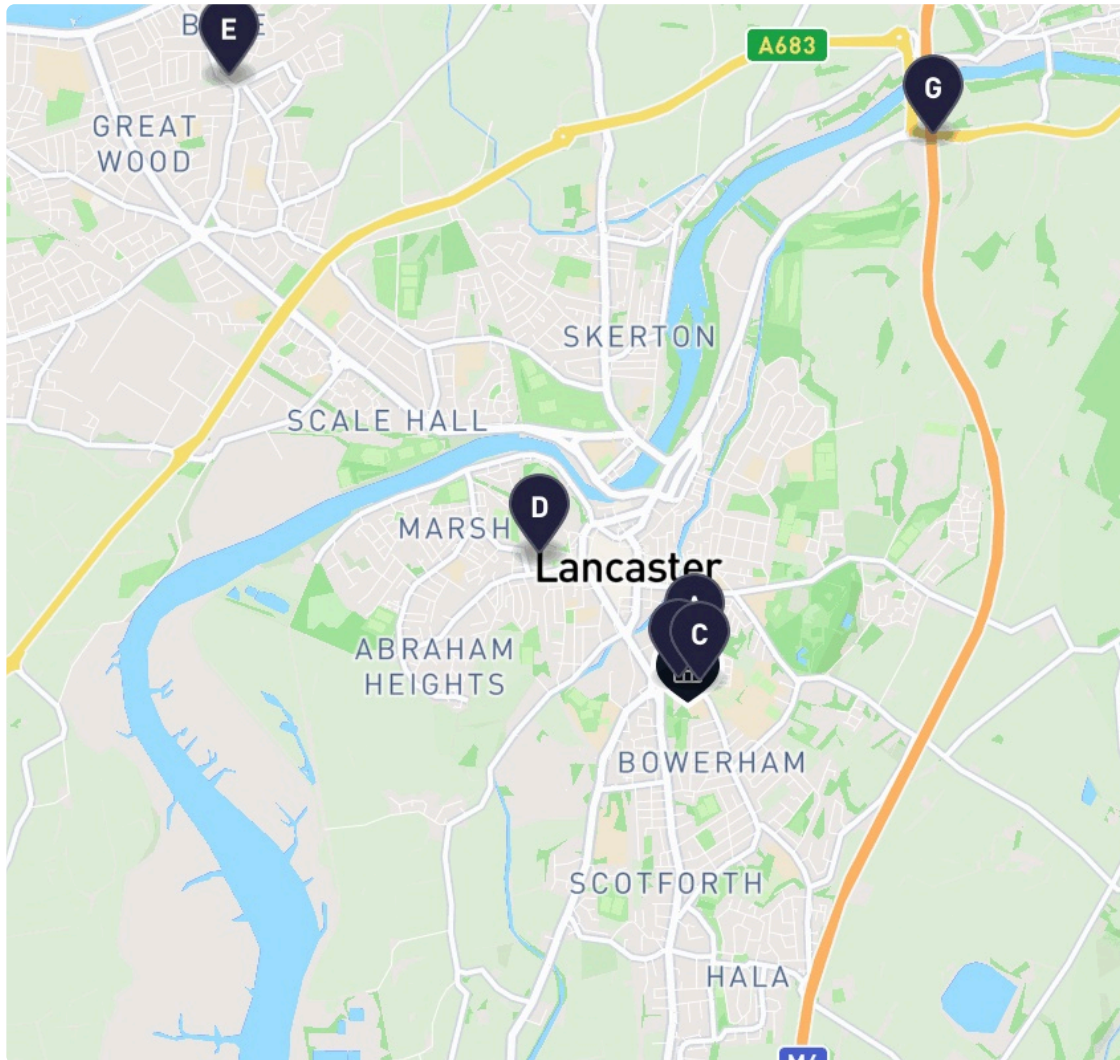 E
A683
G
GREAT
WOOD
SKERTON
SCALE HALL
D
MARSH
Lancaster
C
ABRAHAM
HEIGHTS
BOWERHAM
SCOTFORTH
HALA